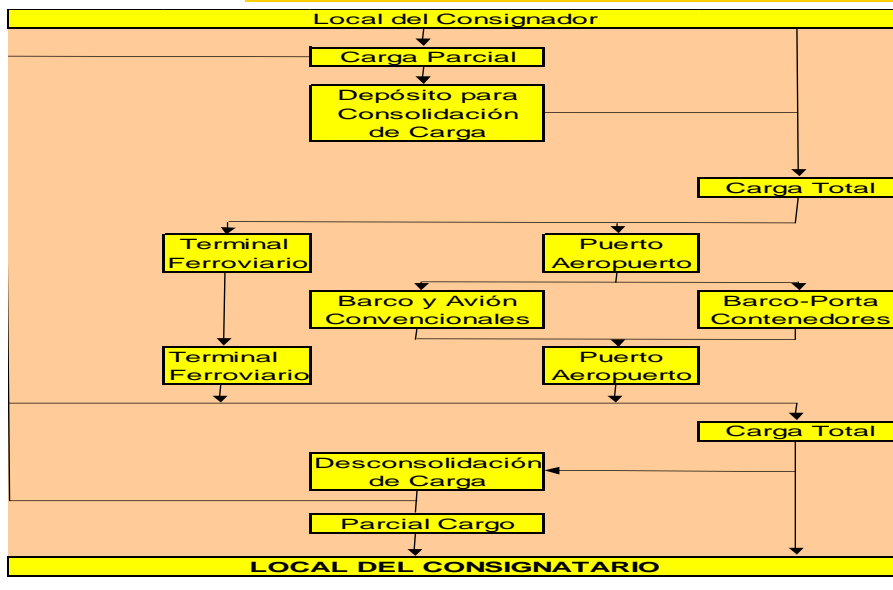 Local del Consignador
Carga Parcial
Depósito para
Consolidación
de Carga
Carga Total
Terminal
Ferroviario
Puerto
Aeropuerto
Barco y Avión
Convencionales
Barco-Porta
Contenedores
Terminal
Ferroviario
Puerto
Aeropuerto
Carga Total
Desconsolidación
de Carga
Parcial Cargo
LOCAL DEL CONSIGNATARIO